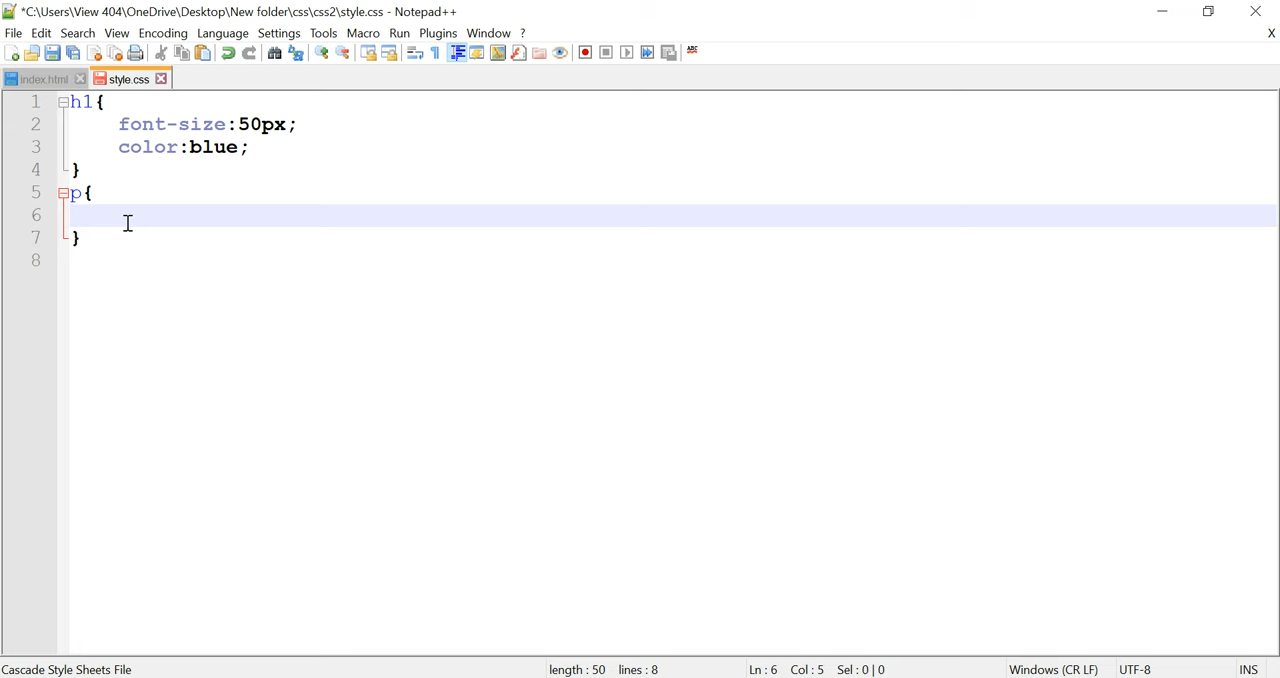 *C:\Users\View 404\OneDrive\Desktop\New folder\css\css2\style.css - Notepad++
File Edit Search View Encoding Language Settings Tools Macro Run Plugins Window ? X
index.html style.css
1 h1{
2 font-size:50px;
3 color:blue;
4 }
5 p{
6
7 }
8
Cascade Style Sheets File length : 50 lines : 8 Ln : 6 Col : 5 Sel : 0 | 0 Windows (CR LF) UTF-8 INS